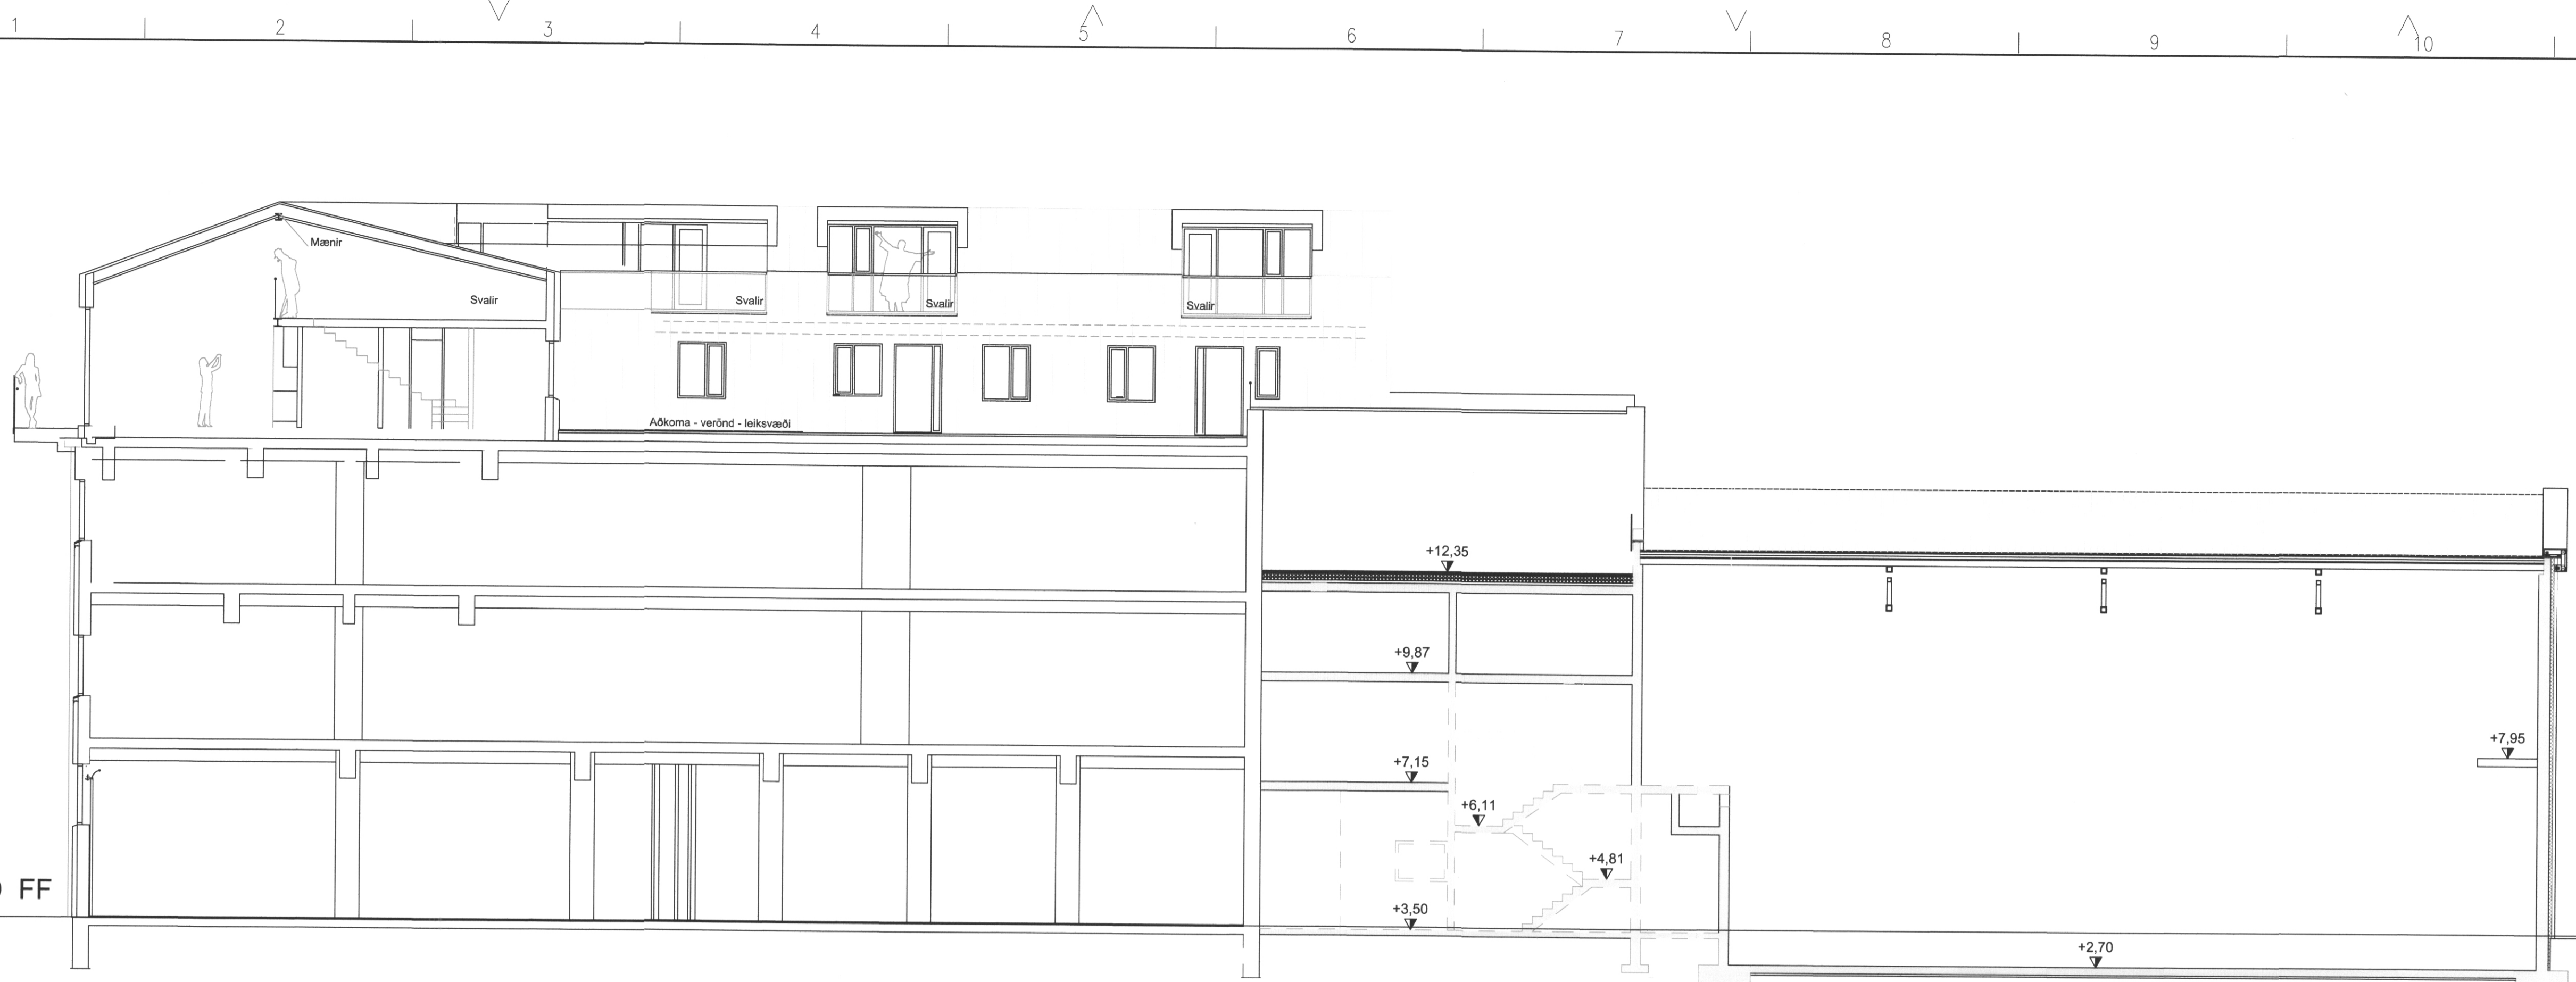 1 2 3 4 5 6 7 8 9 10
Mænir
Svalir
Svalir
Svalir
Svalir
Aðkoma - verönd - leiksvæði
+12,35
+9,87
+7,15
+7,95
+6,11
+4,81
FF
+3,50
+2,70